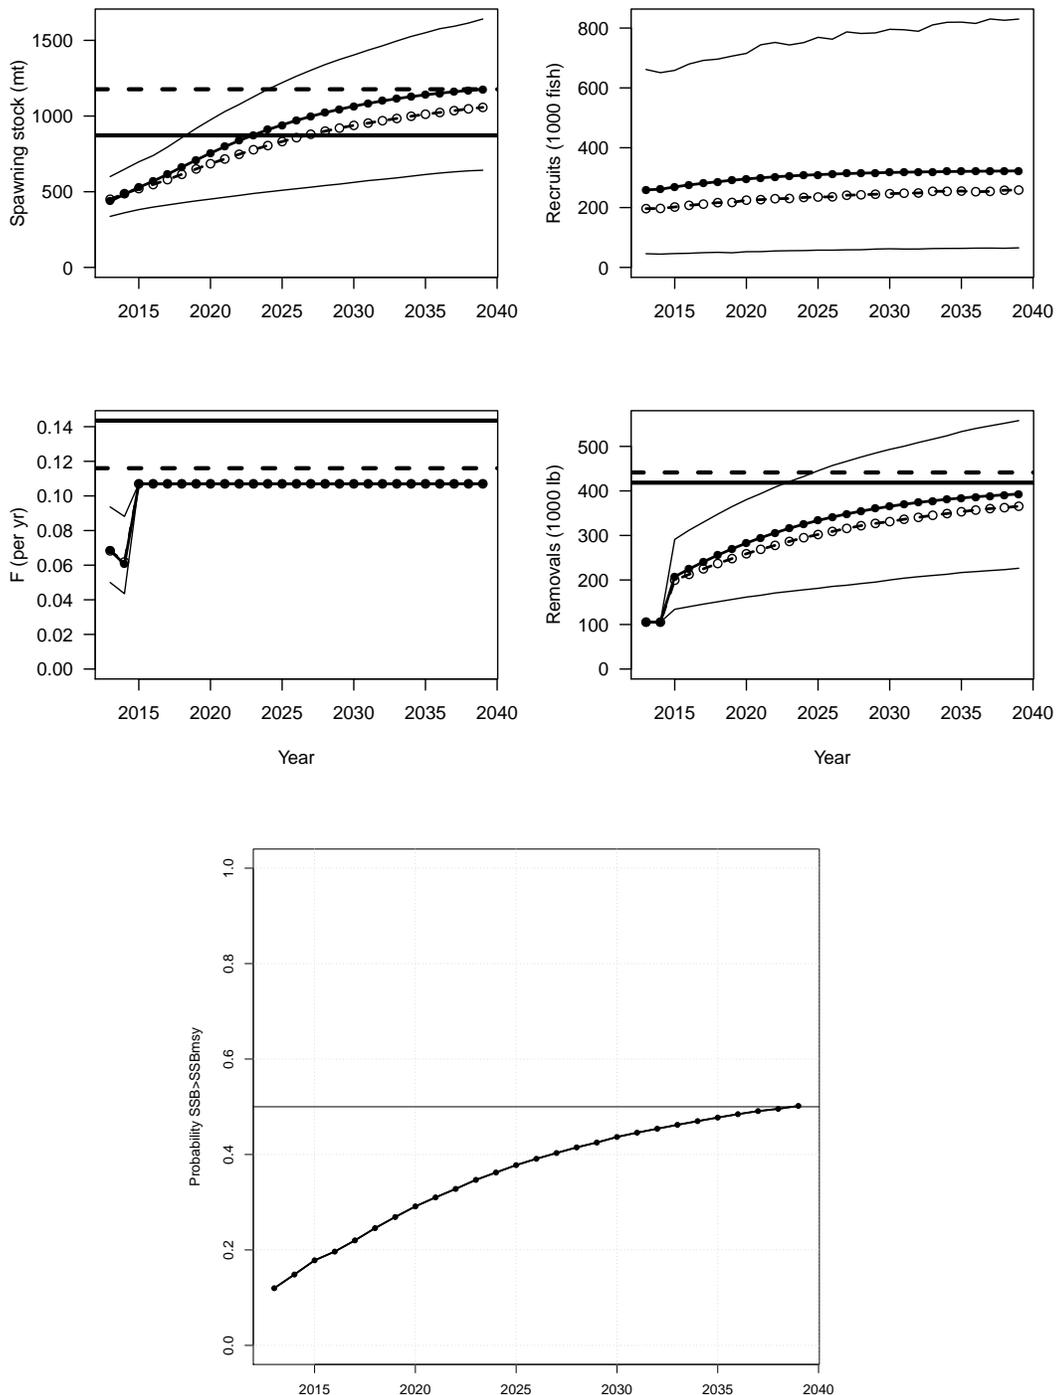 Spawning stock (mt)
1500
1000
500
0
2015 2020 2025 2030 2035 2040
Recruits (1000 fish)
800
600
400
200
0
2015 2020 2025 2030 2035 2040
F (per yr)
0.14
0.12
0.10
0.08
0.06
0.04
0.02
0.00
2015 2020 2025 2030 2035 2040
Year
Removals (1000 lb)
500
400
300
200
100
0
2015 2020 2025 2030 2035 2040
Year
Probability SSB>SSBmsy
1.0
0.8
0.6
0.4
0.2
0.0
2015 2020 2025 2030 2035 2040